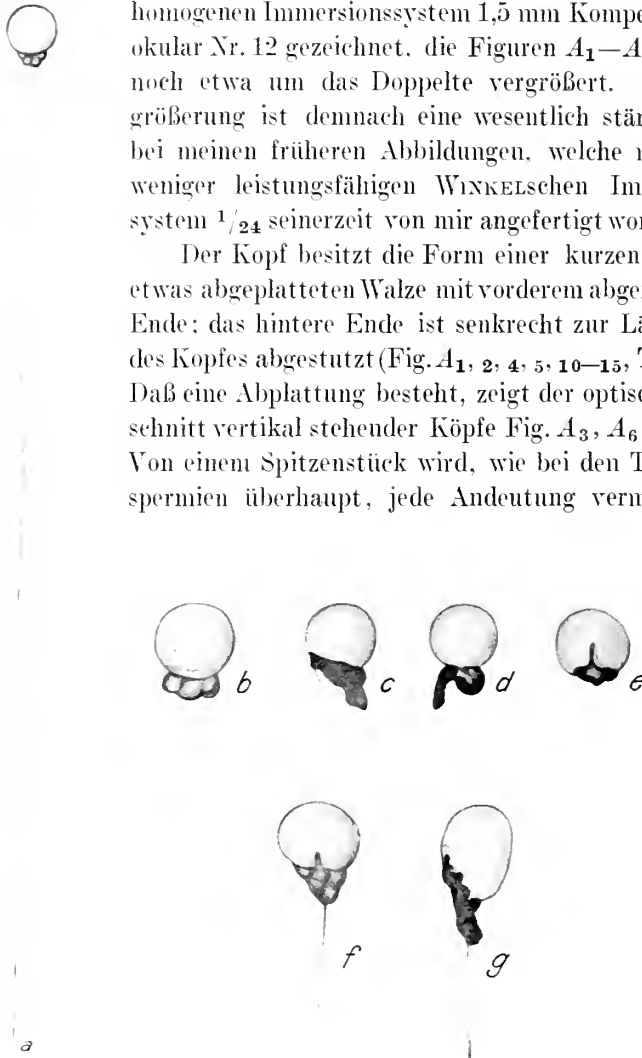 homogenen Immersionssystem 1,5 mm Kompe
okular Nr. 12 gezeichnet, die Figuren A₁—A
noch etwa um das Doppelte vergrößert.
größerung ist demnach eine wesentlich stär
bei meinen früheren Abbildungen, welche
weniger leistungsfähigen WINKELschen Im
system ¹/₂₄ seinerzeit von mir angefertigt wor
Der Kopf besitzt die Form einer kurzen
etwas abgeplatteten Walze mit vorderem abge
Ende; das hintere Ende ist senkrecht zur Lä
des Kopfes abgestutzt (Fig. A₁, ₂, ₄, ₅, ₁₀—₁₅, T
Daß eine Abplattung besteht, zeigt der optisc
schnitt vertikal stehender Köpfe Fig. A₃, A₆
Von einem Spitzenstück wird, wie bei den T
spermien überhaupt, jede Andeutung verm
b c d e
f g
a